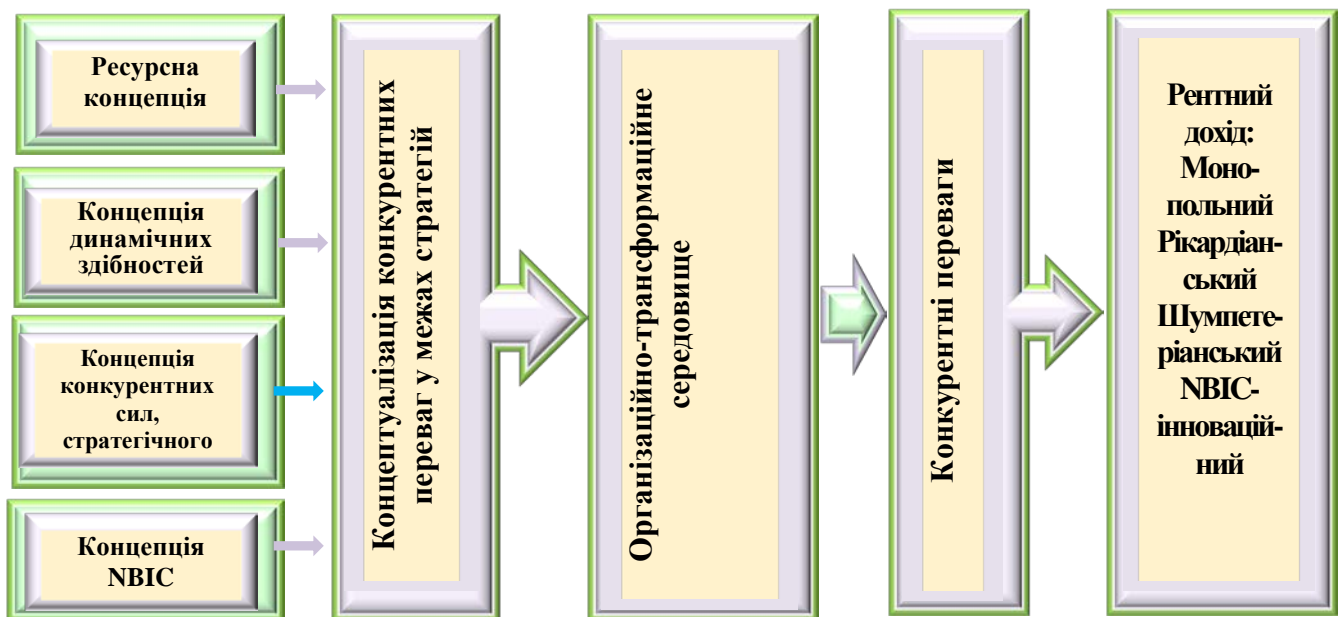 Ресурсна
концепція
Концепція
динамічних
здібностей
Концепція
конкурентних
сил,
стратегічного
Концепція
NBIC
Концептуалізація конкурентних
переваг у межах стратегій
Організаційно-трансформаційне
середовище
Конкурентні переваги
Рентний
дохід:
Моно-
польний
Рікардіан-
ський
Шумпете-
ріанський
NBIC-
інновацій-
ний